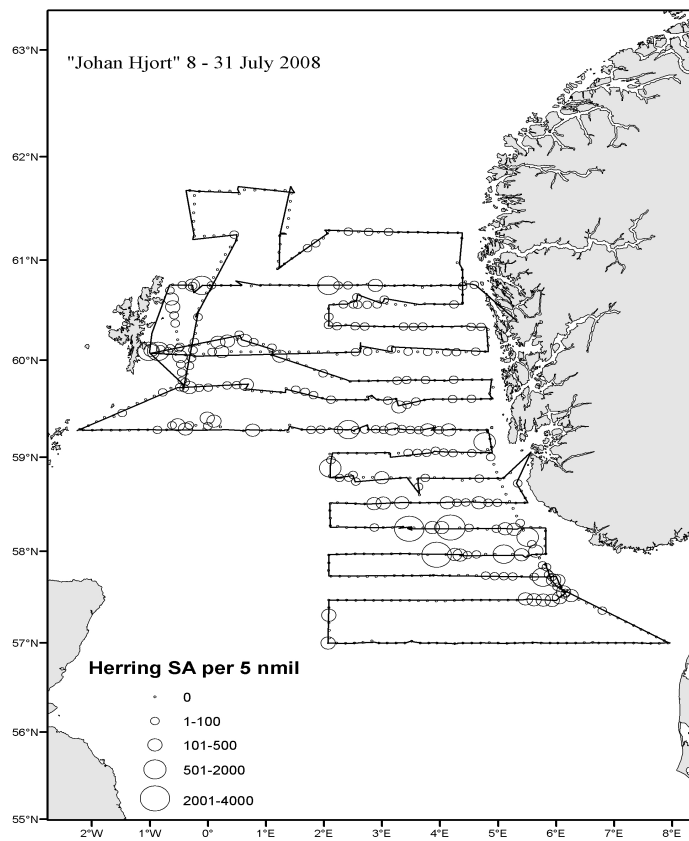 63°N
"Johan Hjort" 8 - 31 July 2008
62°N
61°N
60°N
59°N
58°N
57°N
Herring SA per 5 nmil
0
1-100
56°N
101-500
501-2000
2001-4000
55°N
2°W 1°W 0° 1°E 2°E 3°E 4°E 5°E 6°E 7°E 8°E